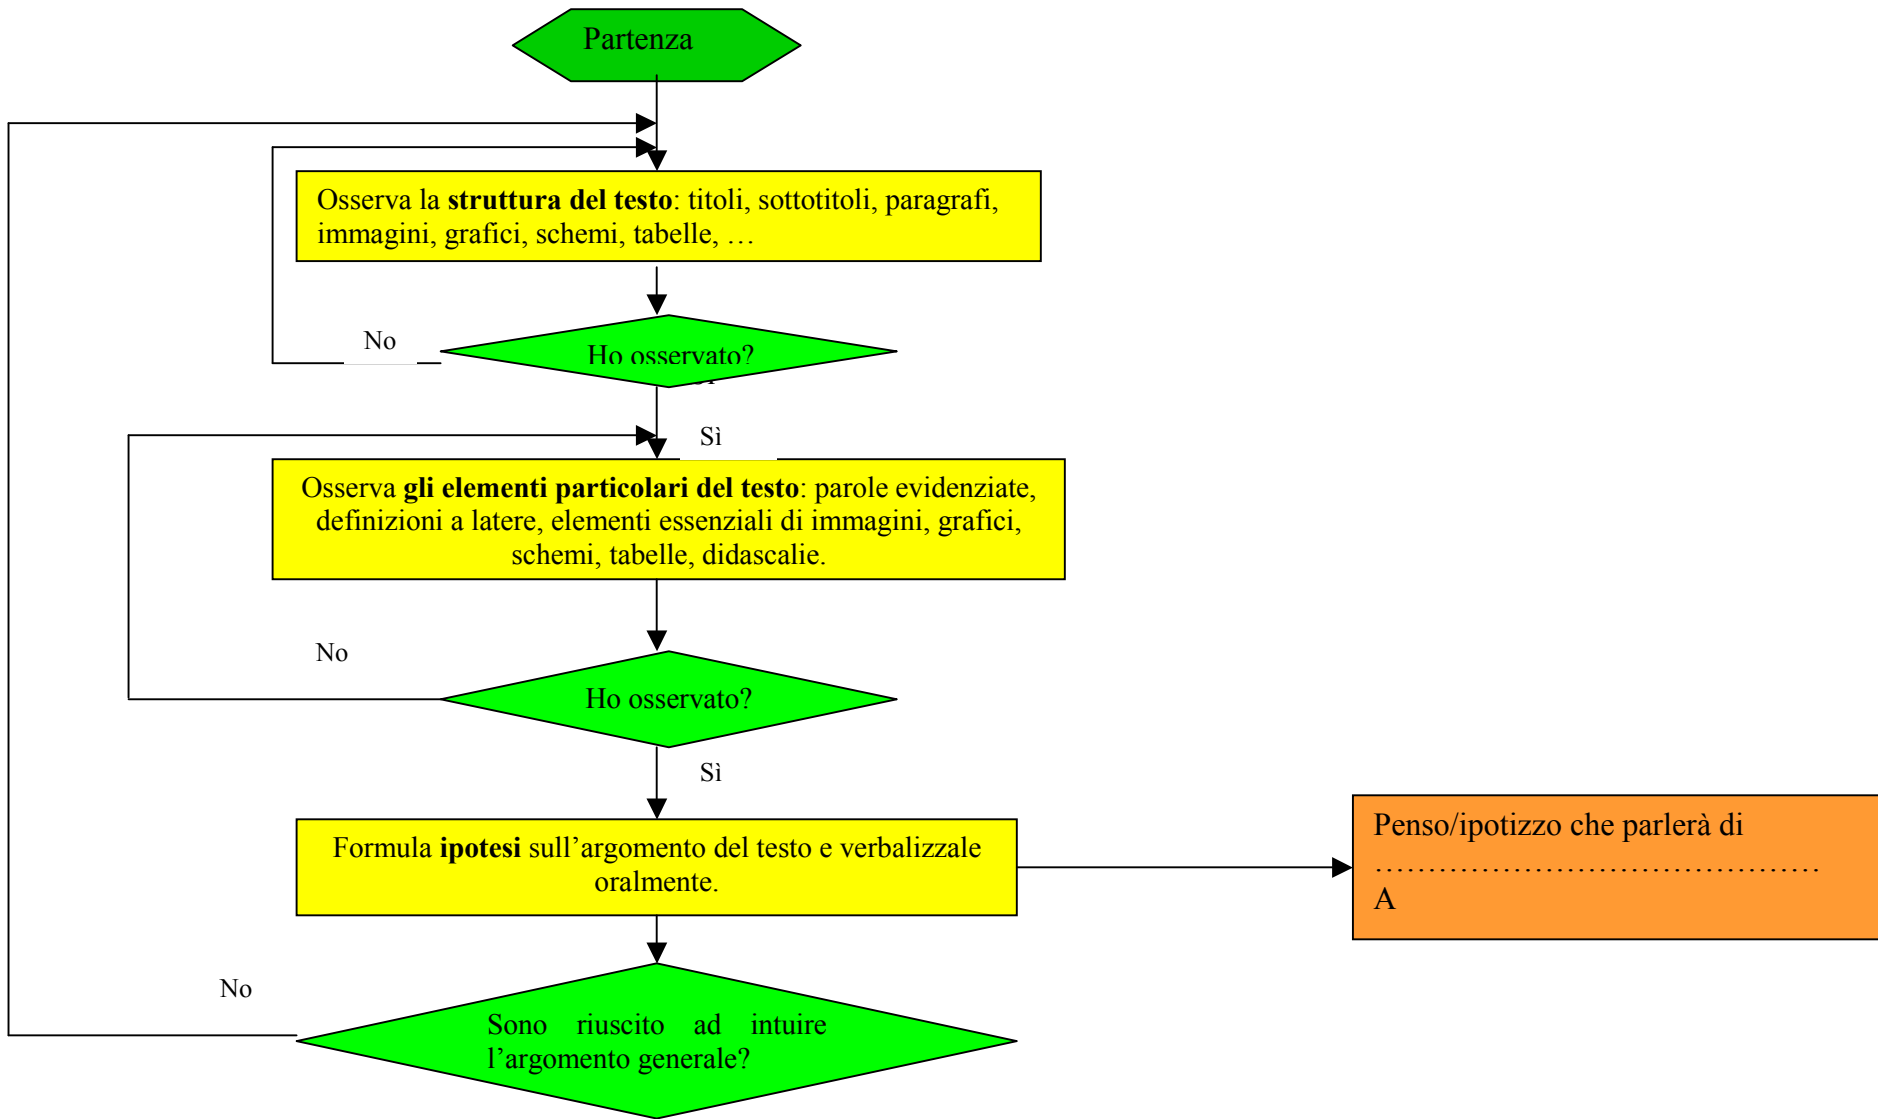 Partenza
Osserva la struttura del testo: titoli, sottotitoli, paragrafi,
immagini, grafici, schemi, tabelle, …
No
Ho osservato?
Sì
Osserva gli elementi particolari del testo: parole evidenziate,
definizioni a latere, elementi essenziali di immagini, grafici,
schemi, tabelle, didascalie.
No
Ho osservato?
Sì
Formula ipotesi sull’argomento del testo e verbalizzale
oralmente.
Penso/ipotizzo che parlerà di
……………………………………
A
No
Sono riuscito ad intuire
l’argomento generale?